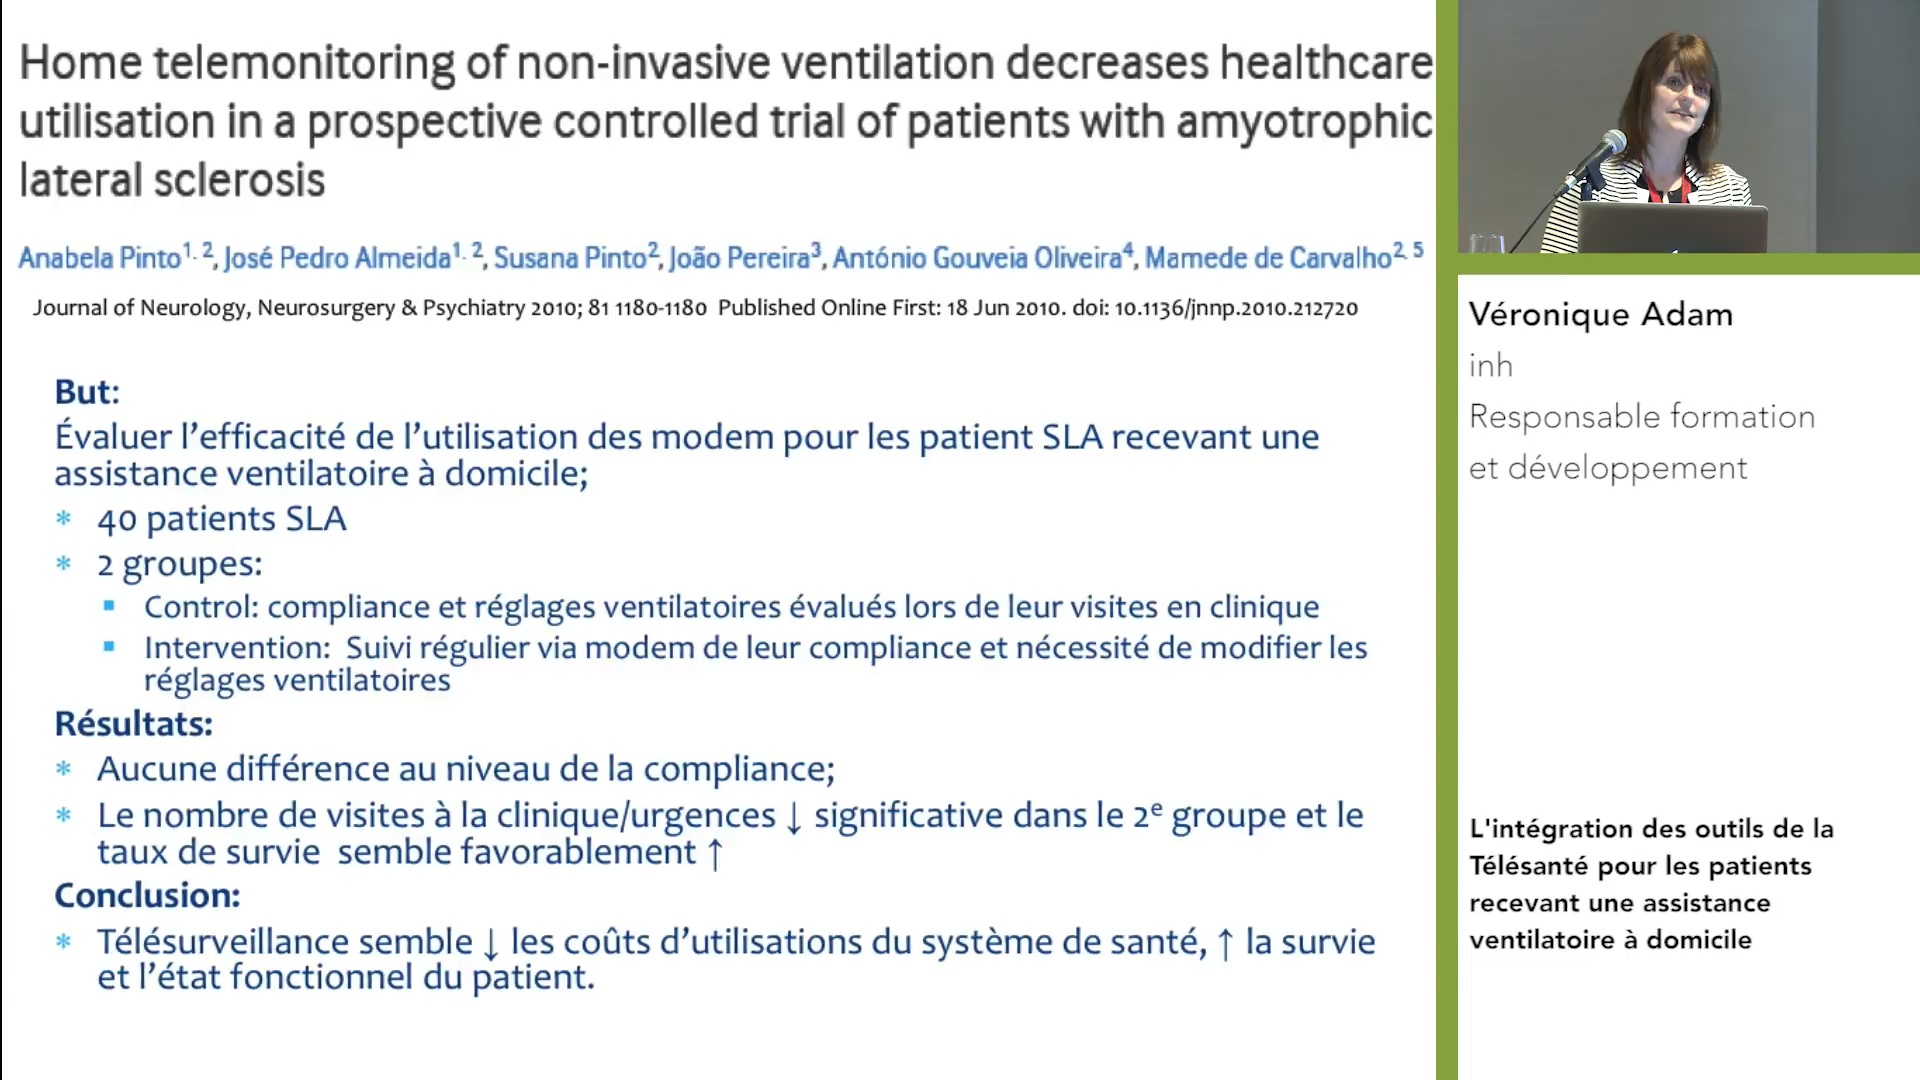 Home telemonitoring of non-invasive ventilation decreases healthcare
utilisation in a prospective controlled trial of patients with amyotrophic
lateral sclerosis
Anabela Pinto1, 2, José Pedro Almeida1, 2, Susana Pinto2, João Pereira3, António Gouveia Oliveira4, Mamede de Carvalho2, 5
Journal of Neurology, Neurosurgery & Psychiatry 2010; 81 1180-1180 Published Online First: 18 Jun 2010. doi: 10.1136/jnnp.2010.212720
But:
Évaluer l’efficacité de l’utilisation des modem pour les patient SLA recevant une
assistance ventilatoire à domicile;
* 40 patients SLA
* 2 groupes:
▪ Control: compliance et réglages ventilatoires évalués lors de leur visites en clinique
▪ Intervention: Suivi régulier via modem de leur compliance et nécessité de modifier les
réglages ventilatoires
Résultats:
* Aucune différence au niveau de la compliance;
* Le nombre de visites à la clinique/urgences ↓ significative dans le 2e groupe et le
taux de survie semble favorablement ↑
Conclusion:
* Télésurveillance semble ↓ les coûts d’utilisations du système de santé, ↑ la survie
et l’état fonctionnel du patient.
Véronique Adam
inh
Responsable formation
et développement
L'intégration des outils de la
Télésanté pour les patients
recevant une assistance
ventilatoire à domicile